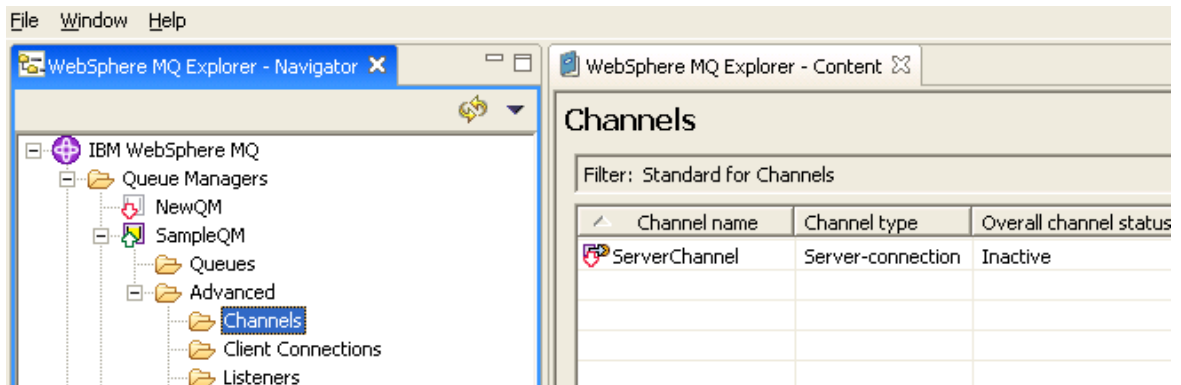 File Window Help
WebSphere MQ Explorer - Navigator
WebSphere MQ Explorer - Content
Channels
IBM WebSphere MQ
Queue Managers
NewQM
SampleQM
Queues
Advanced
Channels
Client Connections
Listeners
Filter: Standard for Channels
Channel name Channel type Overall channel status
ServerChannel Server-connection Inactive